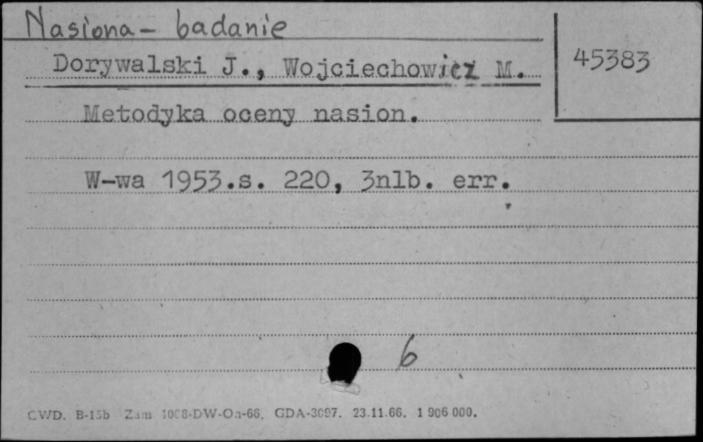 Nasiona - badanie
45383
Dorywalski J., Wojciechowicz M.
Metodyka oceny nasion.
W-wa 1953.s. 220, 3nlb. err.
6
CWD. B-15b Zam 1008-DW-Oa-66. GDA-3097. 23.11.66. 1 906 000.